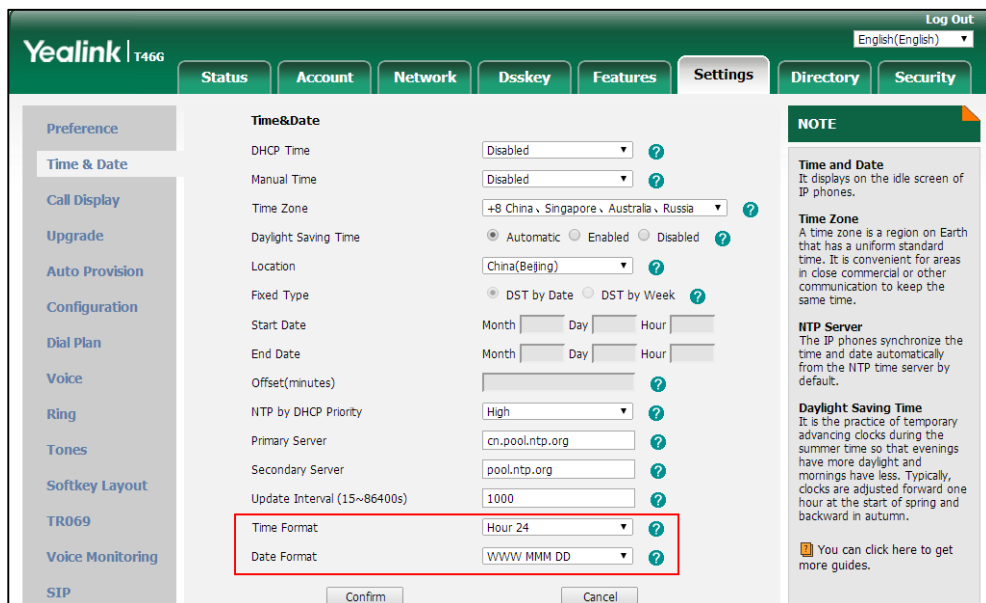 Log Out
Yealink | T46G
English(English)
Status Account Network Dsskey Features Settings Directory Security
Preference
Time & Date
Call Display
Upgrade
Auto Provision
Configuration
Dial Plan
Voice
Ring
Tones
Softkey Layout
TR069
Voice Monitoring
SIP
Time&Date
DHCP Time Disabled ?
Manual Time Disabled ?
Time Zone +8 China、Singapore、Australia、Russia ?
Daylight Saving Time Automatic Enabled Disabled ?
Location China(Beijing) ?
Fixed Type DST by Date DST by Week ?
Start Date Month Day Hour
End Date Month Day Hour
Offset(minutes) ?
NTP by DHCP Priority High ?
Primary Server cn.pool.ntp.org ?
Secondary Server pool.ntp.org ?
Update Interval (15~86400s) 1000 ?
Time Format Hour 24 ?
Date Format WWW MMM DD ?
Confirm Cancel
NOTE
Time and Date
It displays on the idle screen of
IP phones.
Time Zone
A time zone is a region on Earth
that has a uniform standard
time. It is convenient for areas
in close commercial or other
communication to keep the
same time.
NTP Server
The IP phones synchronize the
time and date automatically
from the NTP time server by
default.
Daylight Saving Time
It is the practice of temporary
advancing clocks during the
summer time so that evenings
have more daylight and
mornings have less. Typically,
clocks are adjusted forward one
hour at the start of spring and
backward in autumn.
? You can click here to get
more guides.